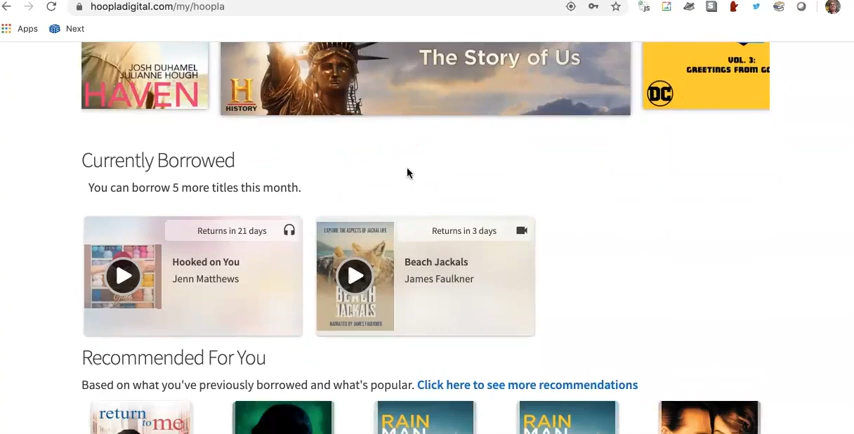 hoopladigital.com/my/hoopla
Apps
Next
JOSH DUHAMEL
JULIANNE HOUGH
HAVEN
The Story of Us
H
HISTORY
VOL. 3:
GREETINGS FROM
DC
Currently Borrowed
You can borrow 5 more titles this month.
Returns in 21 days
Hooked on You
Jenn Matthews
Returns in 3 days
EXPLORE THE ASPECTS OF JACKAL LIFE
BEACH
JACKALS
NARRATED BY JAMES FAULKNER
Beach Jackals
James Faulkner
Recommended For You
Based on what you've previously borrowed and what's popular. Click here to see more recommendations
return
to me
RAIN
MAN
RAIN
MAN